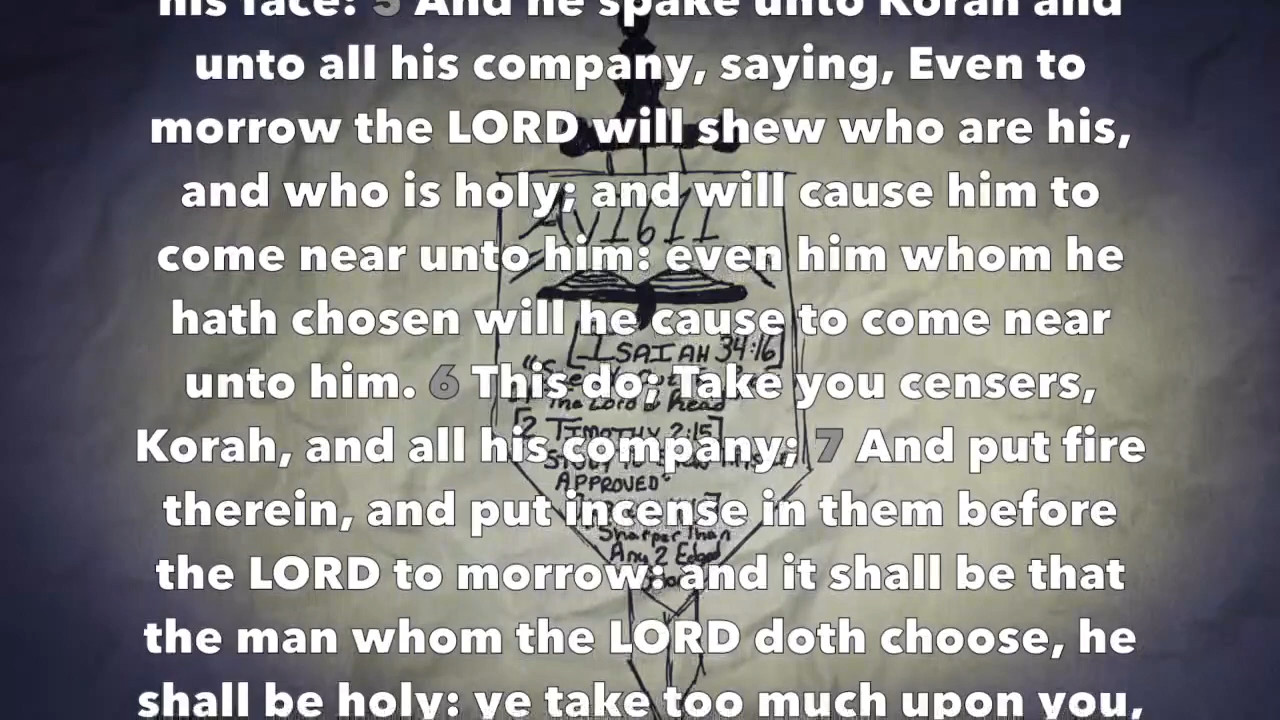 his face: 5 And he spake unto Korah and
unto all his company, saying, Even to
morrow the LORD will shew who are his,
and who is holy; and will cause him to
come near unto him: even him whom he
hath chosen will he cause to come near
unto him. 6 This do; Take you censers,
Korah, and all his company; 7 And put fire
therein, and put incense in them before
the LORD to morrow: and it shall be that
the man whom the LORD doth choose, he
shall be holy: ye take too much upon you,
AV1611
[ISAIAH 34:16]
The Lord & Read
[2 TIMOTHY 2:15]
STUDY TO
APPROVED"
Sharper Than
Any 2 Edged